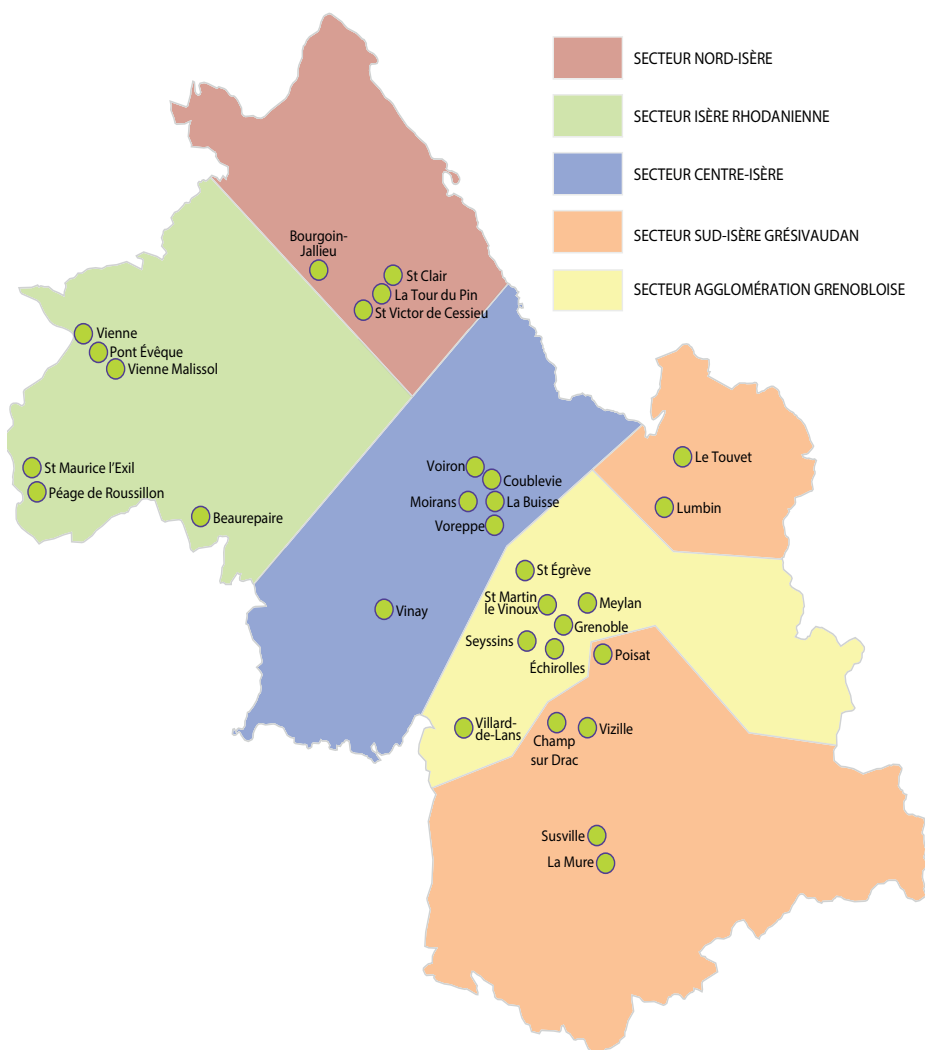 SECTEUR NORD-ISÈRE
SECTEUR ISÈRE RHODANIENNE
SECTEUR CENTRE-ISÈRE
SECTEUR SUD-ISÈRE GRÉSIVAUDAN
SECTEUR AGGLOMÉRATION GRENOBLOISE
Bourgoin-
Jallieu
St Clair
La Tour du Pin
St Victor de Cessieu
Vienne
Pont Évêque
Vienne Malissol
St Maurice l'Exil
Péage de Roussillon
Beaurepaire
Voiron
Coublevie
Moirans
La Buisse
Voreppe
Vinay
Le Touvet
Lumbin
St Égrève
St Martin
le Vinoux
Meylan
Grenoble
Seyssins
Échirolles
Poisat
Villard-
de-Lans
Champ
sur Drac
Vizille
Susville
La Mure